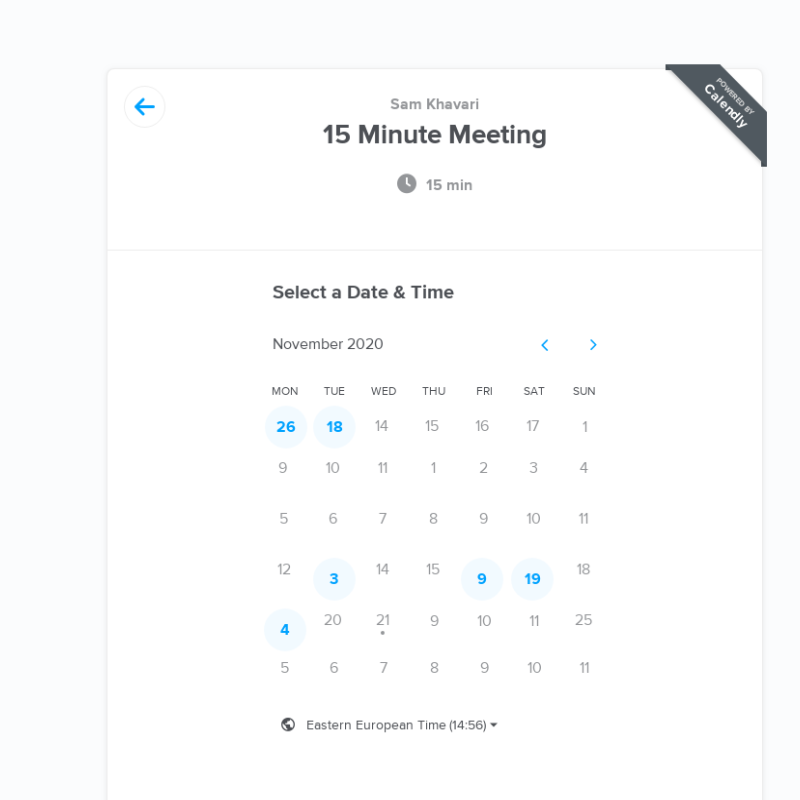 POWERED BY
Calendly
Sam Khavari
15 Minute Meeting
15 min
Select a Date & Time
November 2020
MON TUE WED THU FRI SAT SUN
26 18 14 15 16 17 1
9 10 11 1 2 3 4
5 6 7 8 9 10 11
12 3 14 15 9 19 18
4 20 21 9 10 11 25
5 6 7 8 9 10 11
Eastern European Time (14:56)